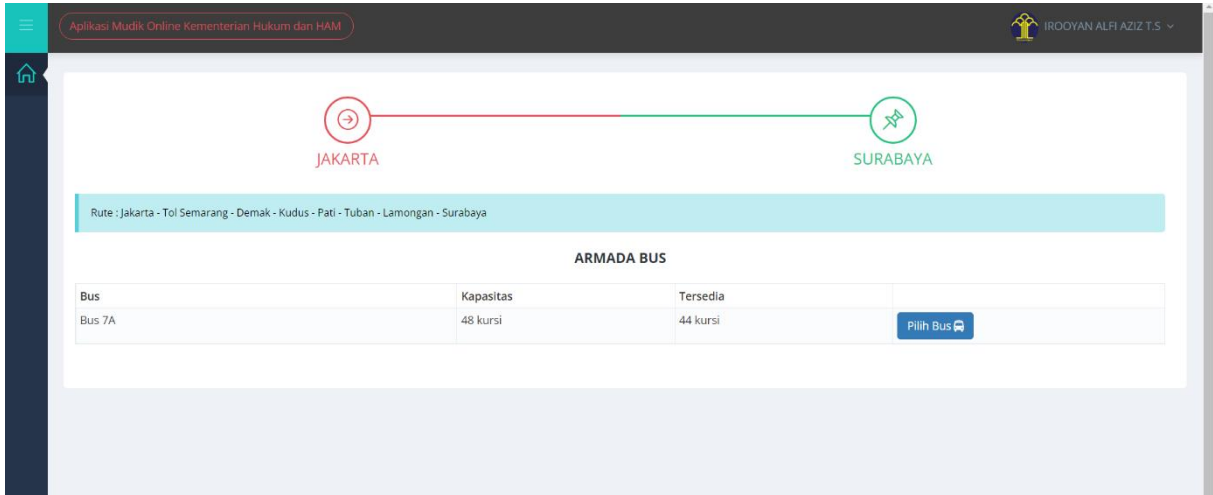 Aplikasi Mudik Online Kementerian Hukum dan HAM
IROOYAN ALFI AZIZ T.S
JAKARTA
SURABAYA
Rute : Jakarta - Tol Semarang - Demak - Kudus - Pati - Tuban - Lamongan - Surabaya
ARMADA BUS
Bus Kapasitas Tersedia
Bus 7A 48 kursi 44 kursi Pilih Bus